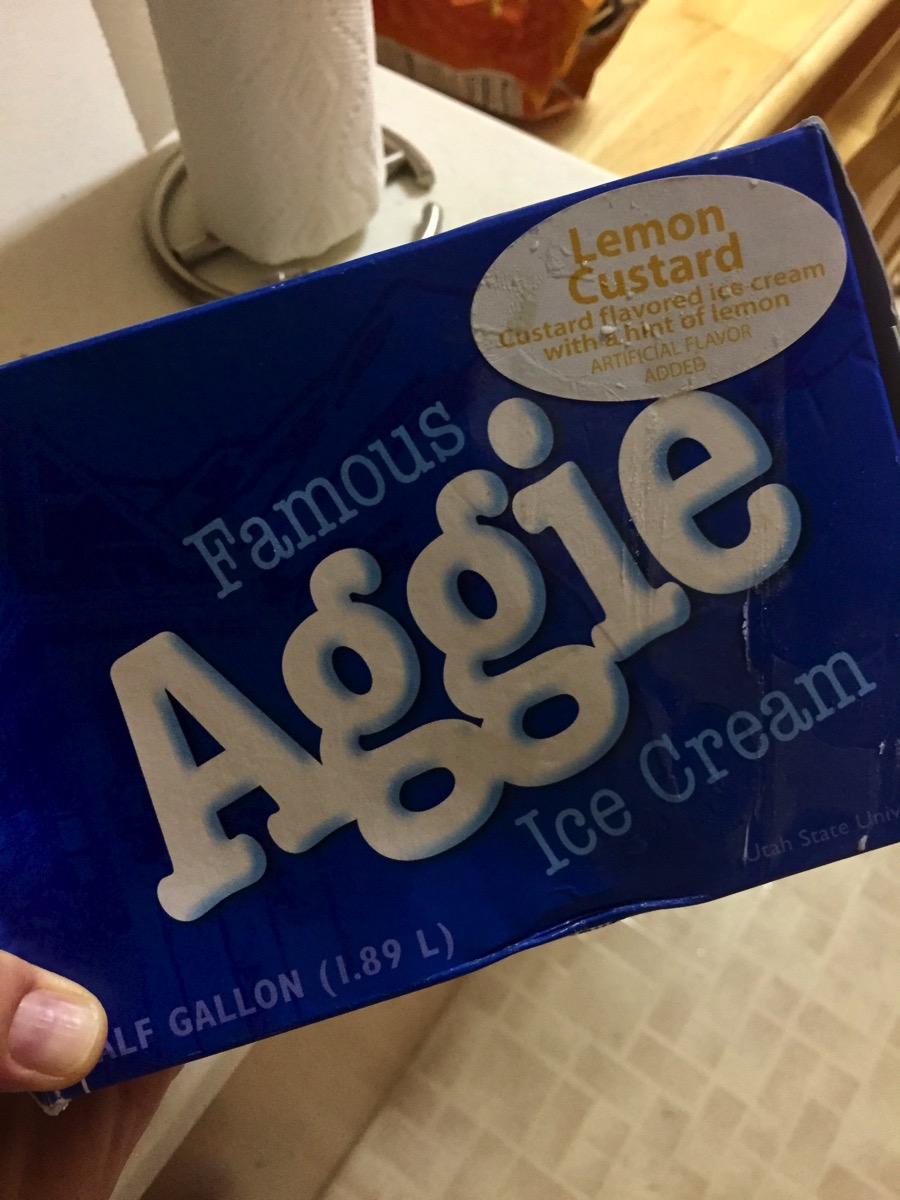 Lemon
Custard
Custard flavored ice cream
with a hint of lemon
ARTIFICIAL FLAVOR
ADDED
Famous
Aggie
Ice Cream
Utah State Univ
ALF GALLON (1.89 L)